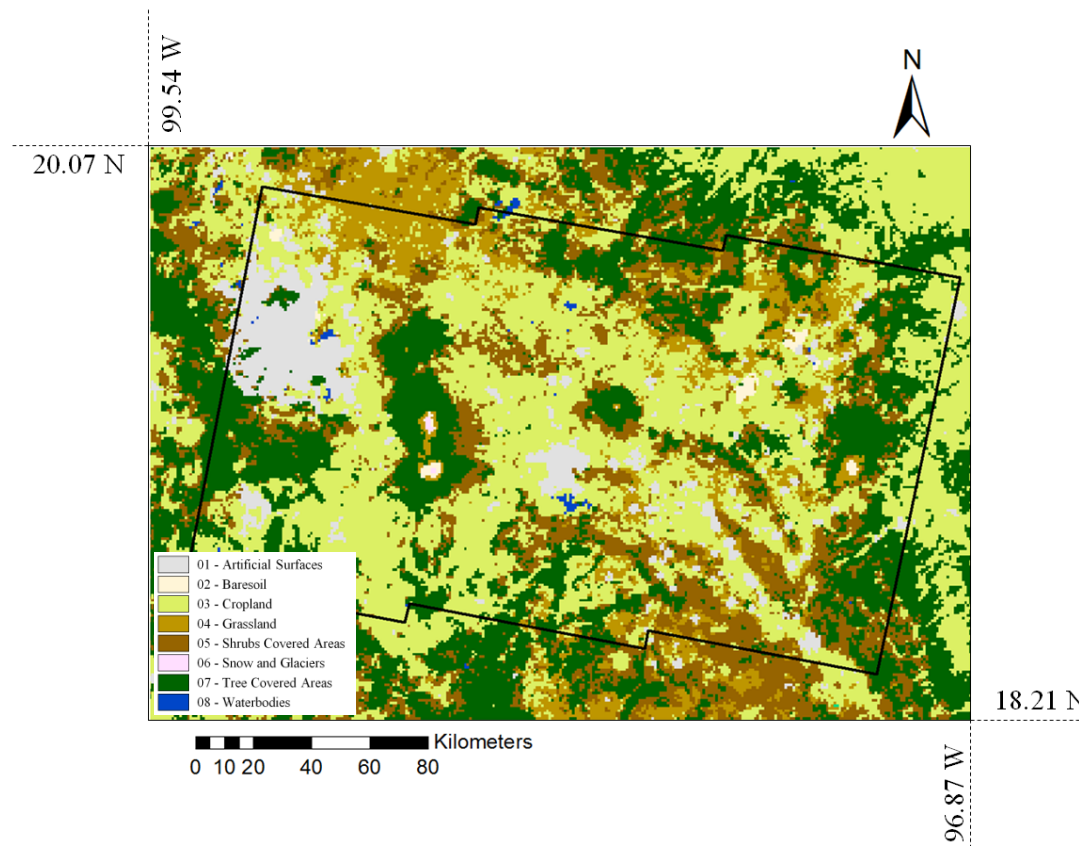 99.54 W
N
20.07 N
01 - Artificial Surfaces
02 - Baresoil
03 - Cropland
04 - Grassland
05 - Shrubs Covered Areas
06 - Snow and Glaciers
07 - Tree Covered Areas
08 - Waterbodies
18.21 N
Kilometers
0 10 20 40 60 80
96.87 W